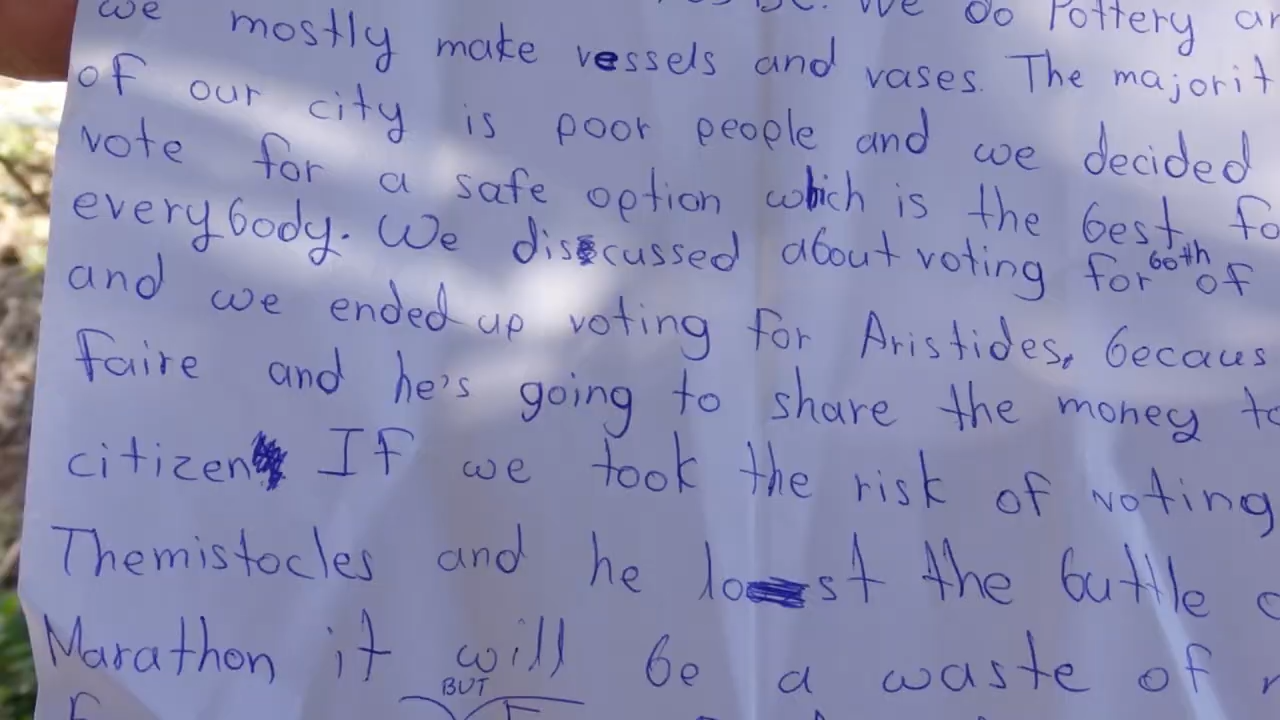 we mostly make vessels and vases. The majorit
of our city is poor people and we decided
vote for a safe option which is the best fo
everybody. We discussed about voting for both of
and we ended up voting for Aristides, becaus
faire and he's going to share the money to
citizen If we took the risk of voting
Themistocles and he lost the buttle o
Marathon it will be a waste of
BUT